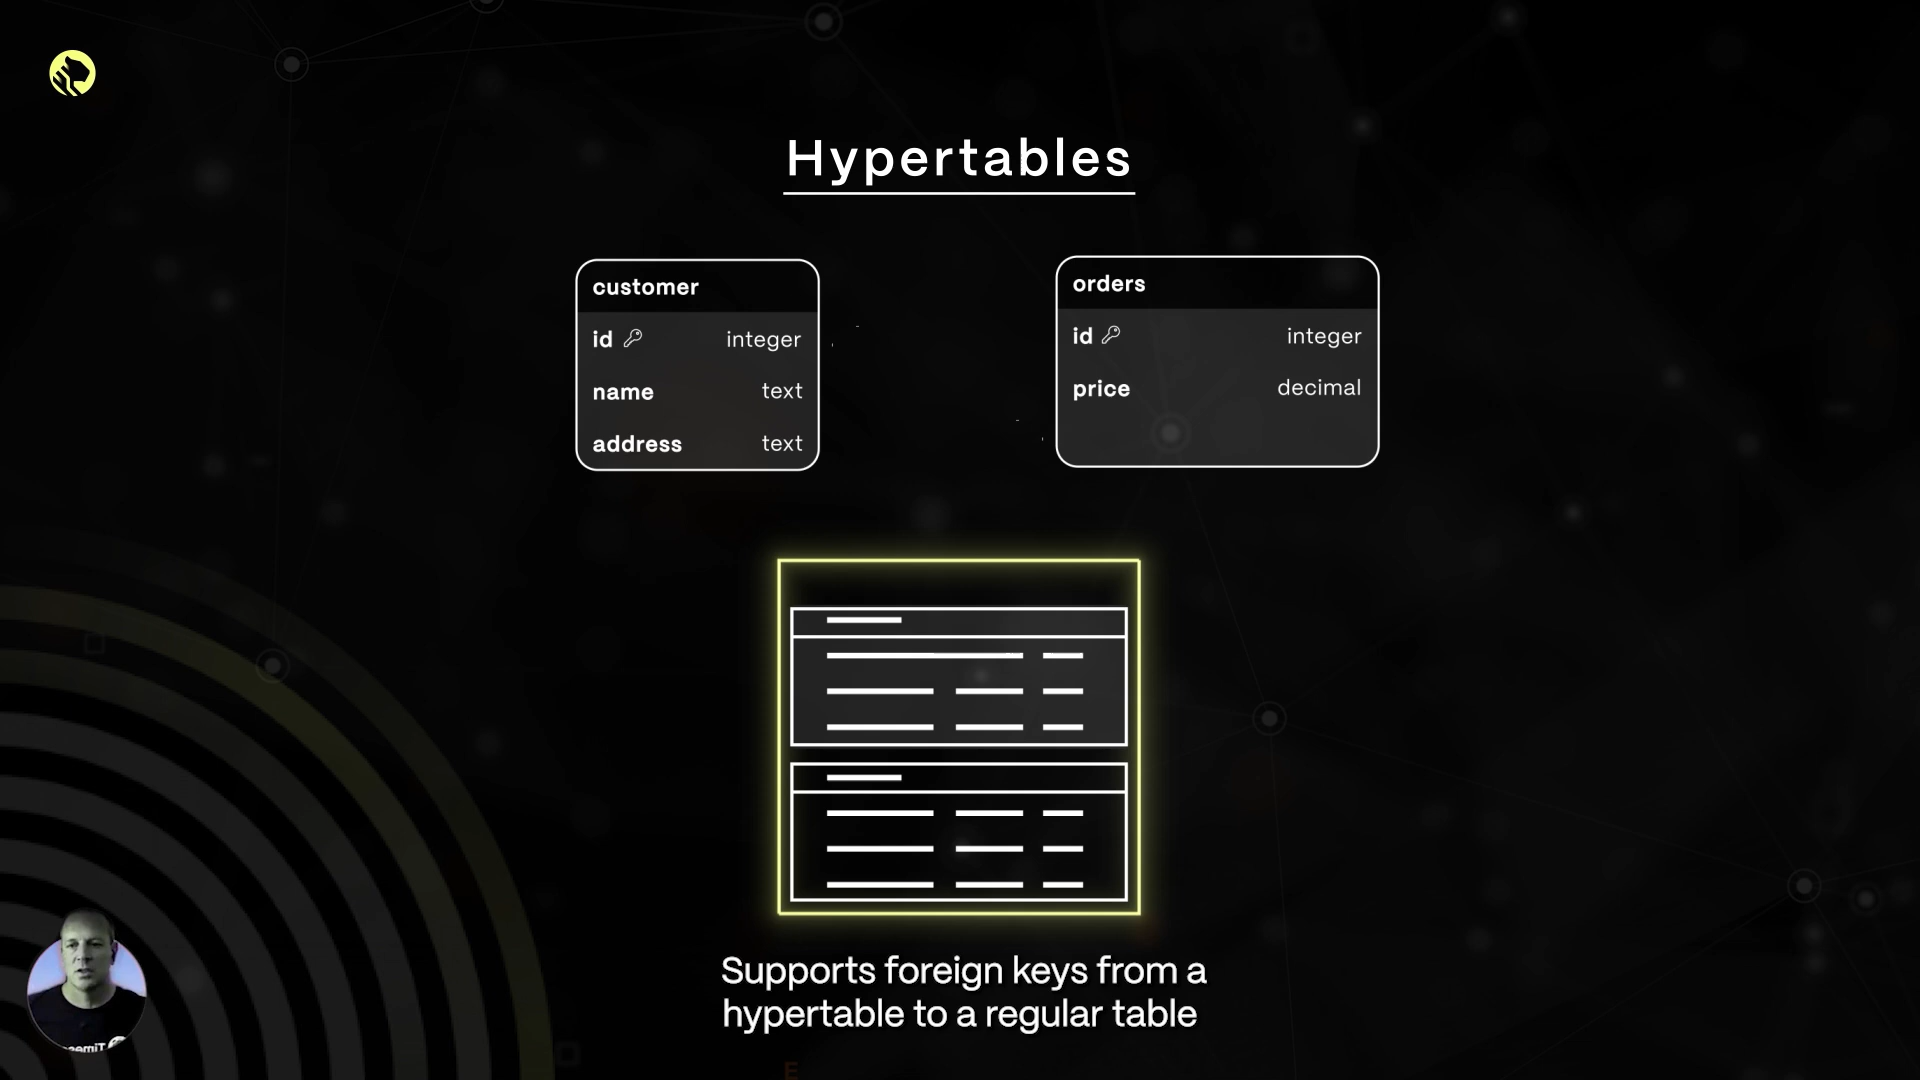 Hypertables
customer
id integer
name text
address text
orders
id integer
price decimal
Supports foreign keys from a
hypertable to a regular table